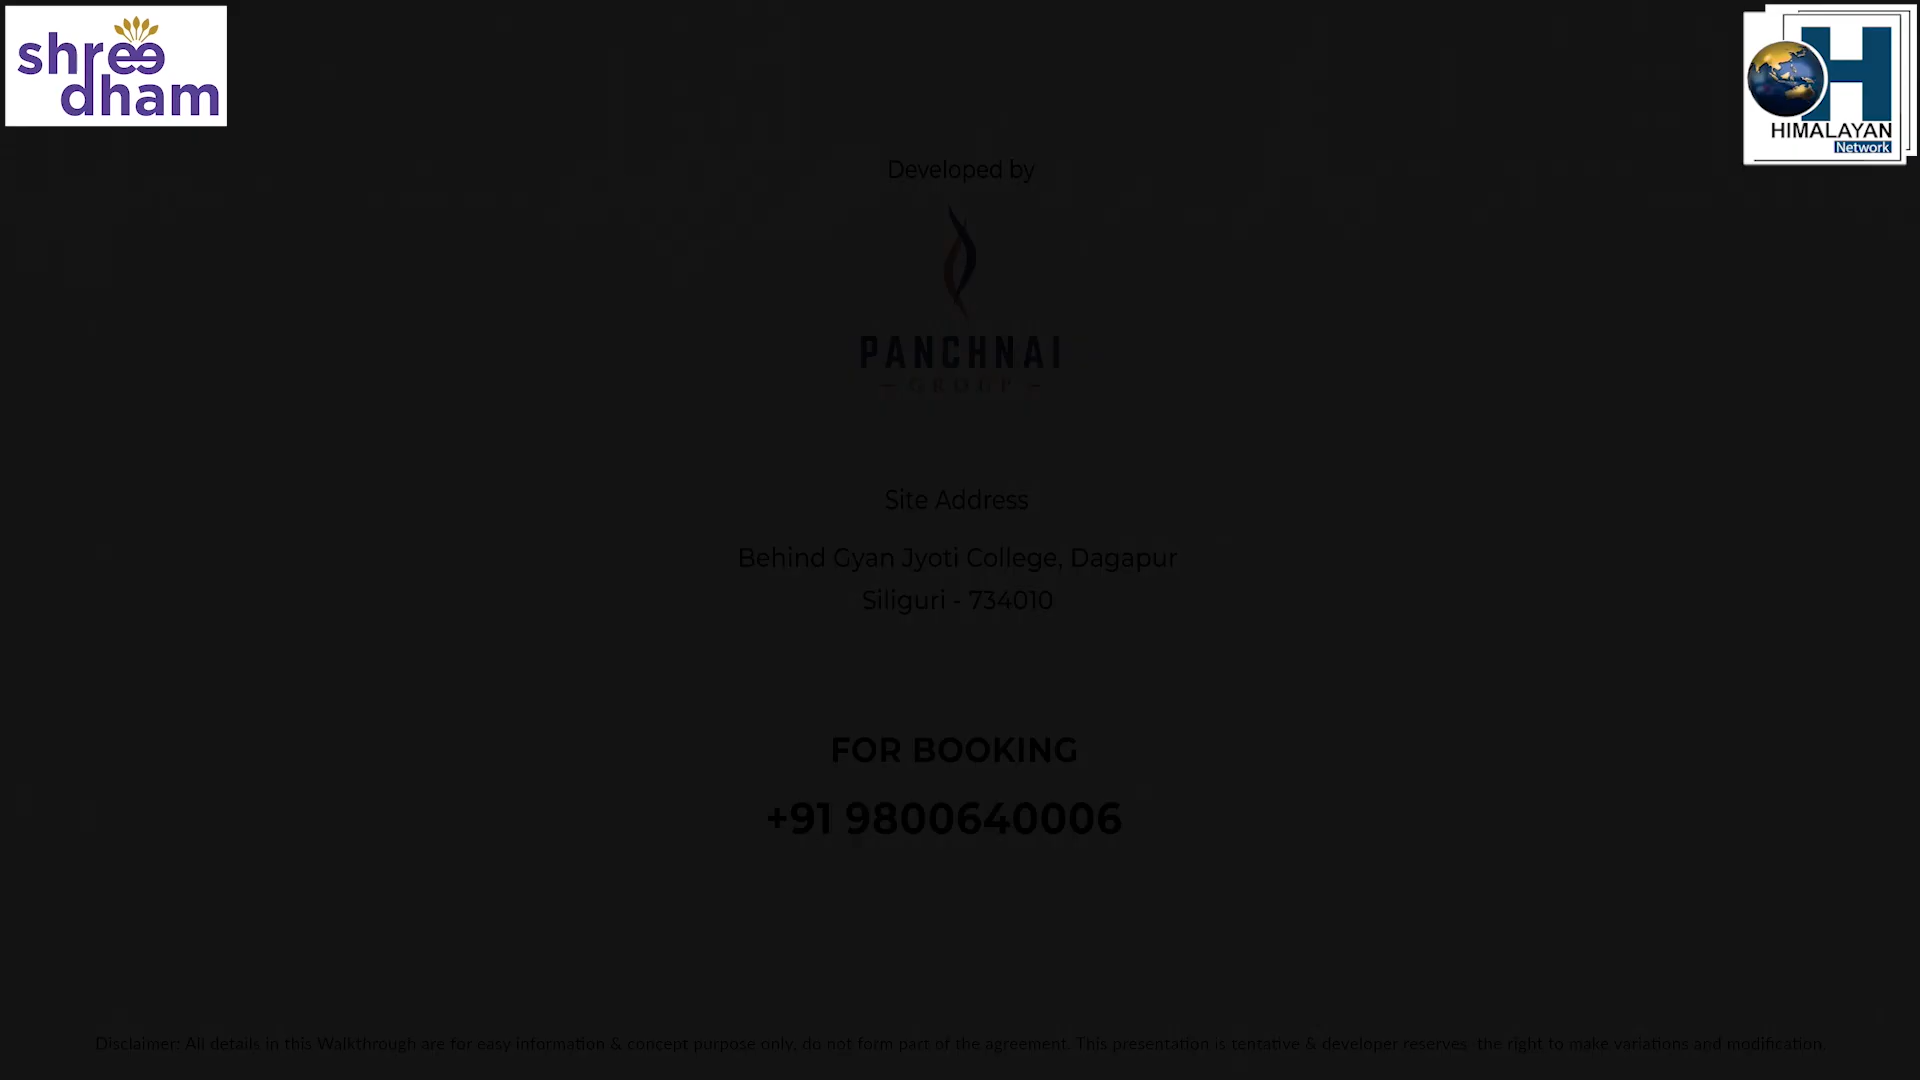 shree
dham
HIMALAYAN
Network
Developed by
PANCHNAI
GROUP
Site Address
Behind Gyan Jyoti College, Dagapur
Siliguri - 734010
FOR BOOKING
+91 9800640006
Disclaimer: All details in this Walkthrough are for easy information & concept purpose only, do not form part of the agreement. This presentation is tentative & developer reserves the right to make variations and modification.